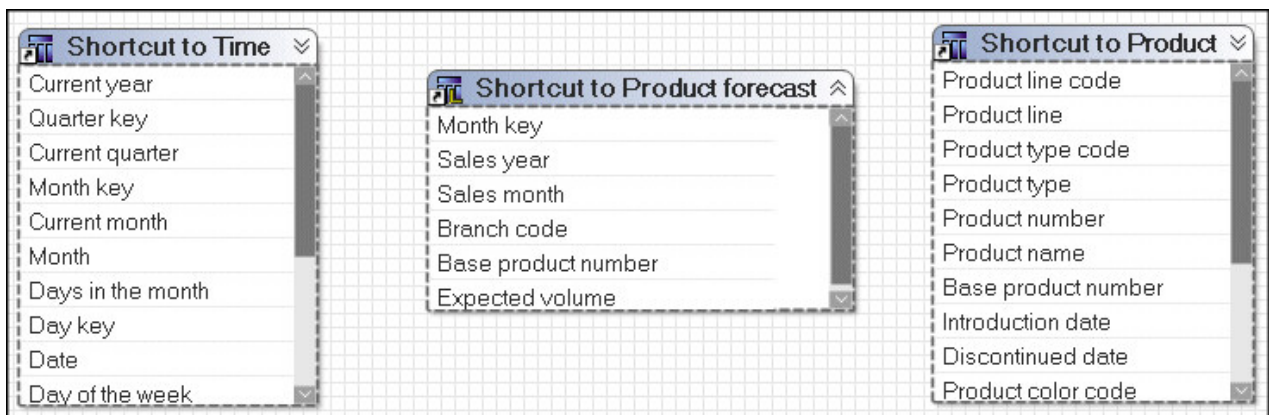 Shortcut to Time
Current year
Quarter key
Current quarter
Month key
Current month
Month
Days in the month
Day key
Date
Day of the week
Shortcut to Product forecast
Month key
Sales year
Sales month
Branch code
Base product number
Expected volume
Shortcut to Product
Product line code
Product line
Product type code
Product type
Product number
Product name
Base product number
Introduction date
Discontinued date
Product color code